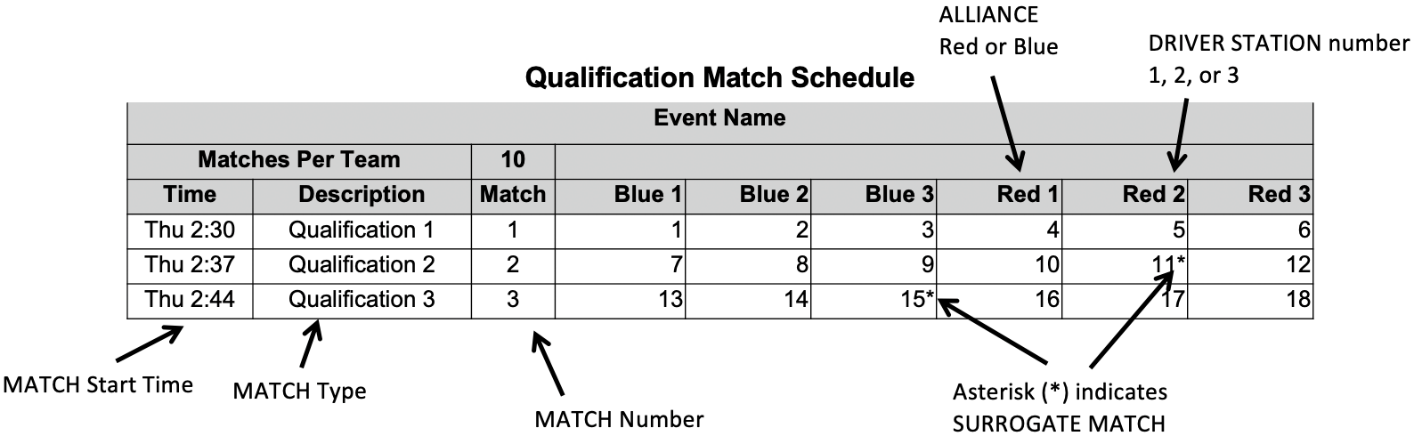 ALLIANCE
Red or Blue
DRIVER STATION number
1, 2, or 3
Qualification Match Schedule
Event Name
Matches Per Team 10
Time Description Match Blue 1 Blue 2 Blue 3 Red 1 Red 2 Red 3
Thu 2:30 Qualification 1 1 1 2 3 4 5 6
Thu 2:37 Qualification 2 2 7 8 9 10 11* 12
Thu 2:44 Qualification 3 3 13 14 15* 16 17 18
MATCH Start Time
MATCH Type
MATCH Number
Asterisk (*) indicates
SURROGATE MATCH